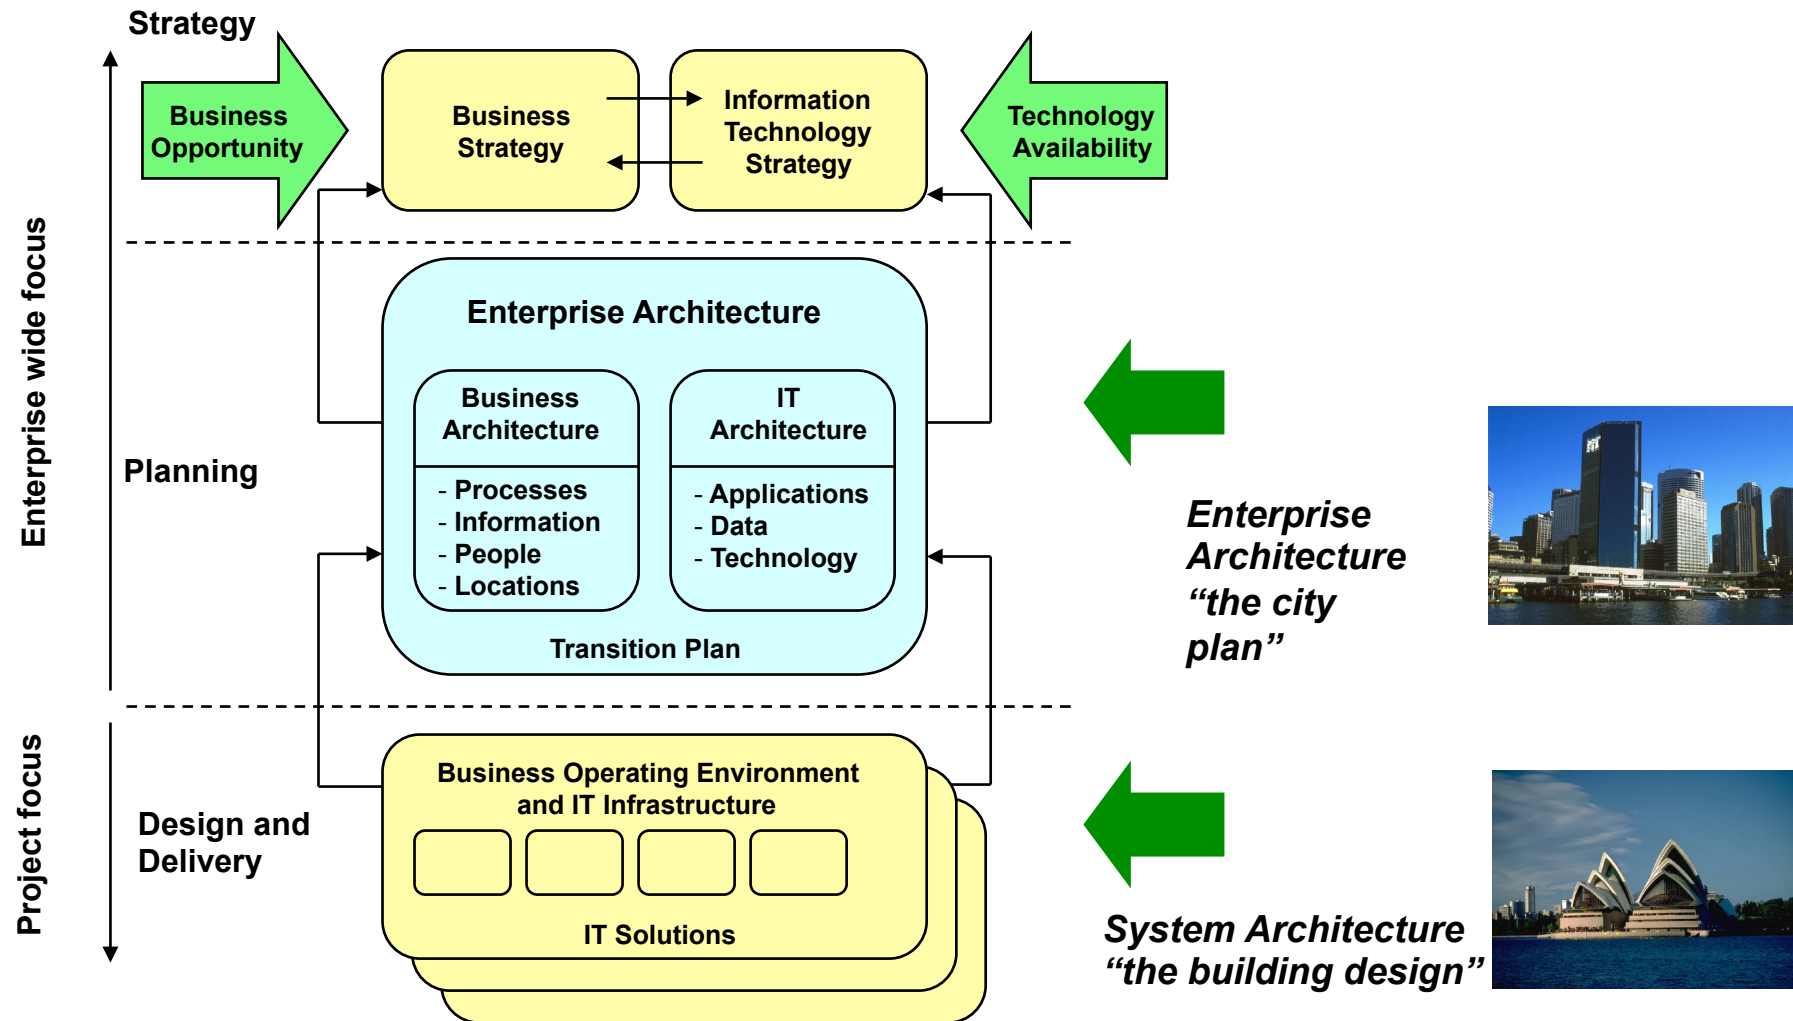 Strategy
Business
Opportunity
Business
Strategy
Information
Technology
Strategy
Technology
Availability
Enterprise wide focus
Planning
Enterprise Architecture
Business
Architecture
- Processes
- Information
- People
- Locations
IT
Architecture
- Applications
- Data
- Technology
Transition Plan
Enterprise
Architecture
“the city
plan”
Project focus
Design and
Delivery
Business Operating Environment
and IT Infrastructure
IT Solutions
System Architecture
“the building design”